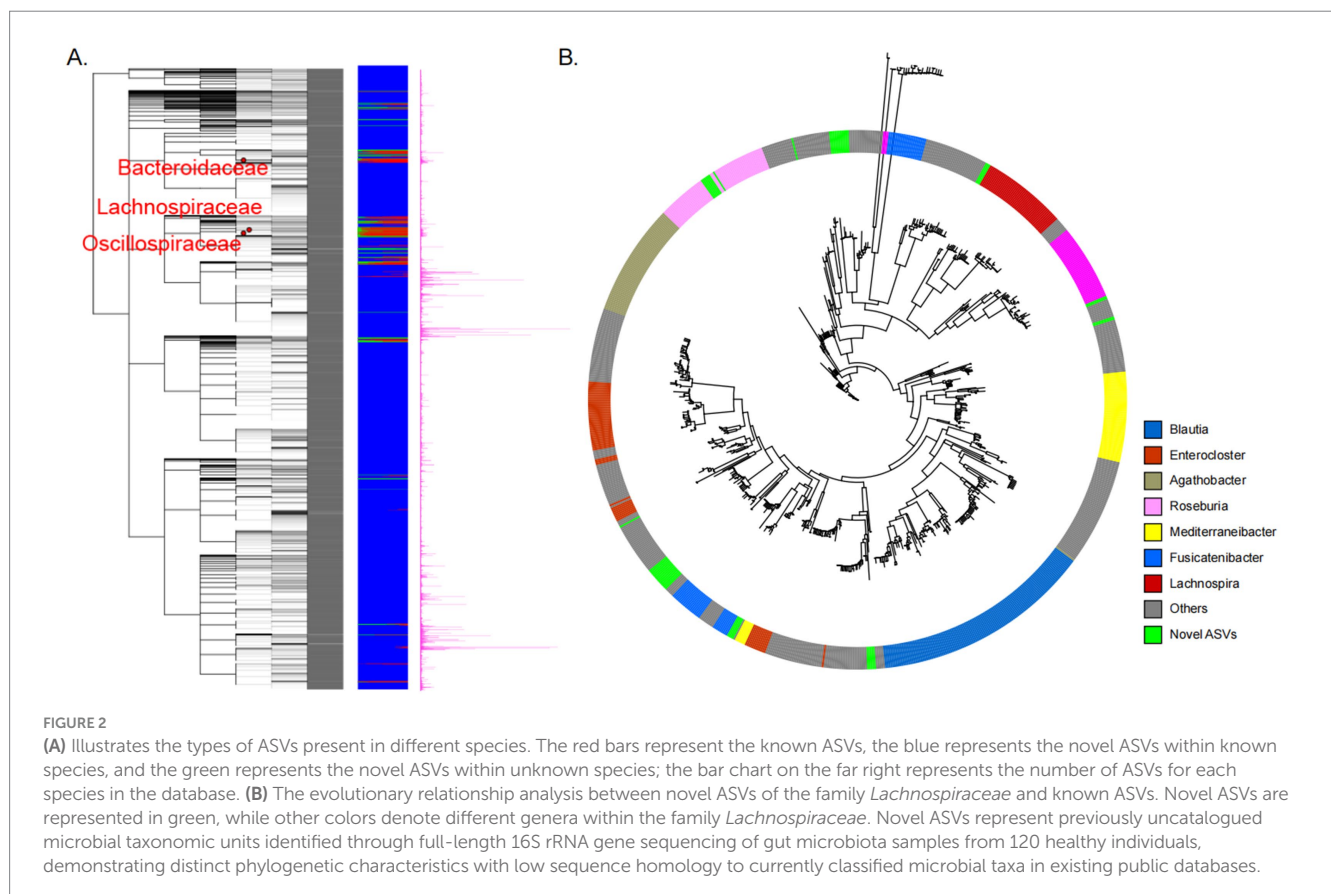 A.
B.
Bacteroidaceae
Lachnospiraceae
Oscillospiraceae
Blautia
Enterocloster
Agathobacter
Roseburia
Mediterraneibacter
Fusicatenibacter
Lachnospira
Others
Novel ASVs
FIGURE 2
(A) Illustrates the types of ASVs present in different species. The red bars represent the known ASVs, the blue represents the novel ASVs within known
species, and the green represents the novel ASVs within unknown species; the bar chart on the far right represents the number of ASVs for each
species in the database. (B) The evolutionary relationship analysis between novel ASVs of the family Lachnospiraceae and known ASVs. Novel ASVs are
represented in green, while other colors denote different genera within the family Lachnospiraceae. Novel ASVs represent previously uncatalogued
microbial taxonomic units identified through full-length 16S rRNA gene sequencing of gut microbiota samples from 120 healthy individuals,
demonstrating distinct phylogenetic characteristics with low sequence homology to currently classified microbial taxa in existing public databases.